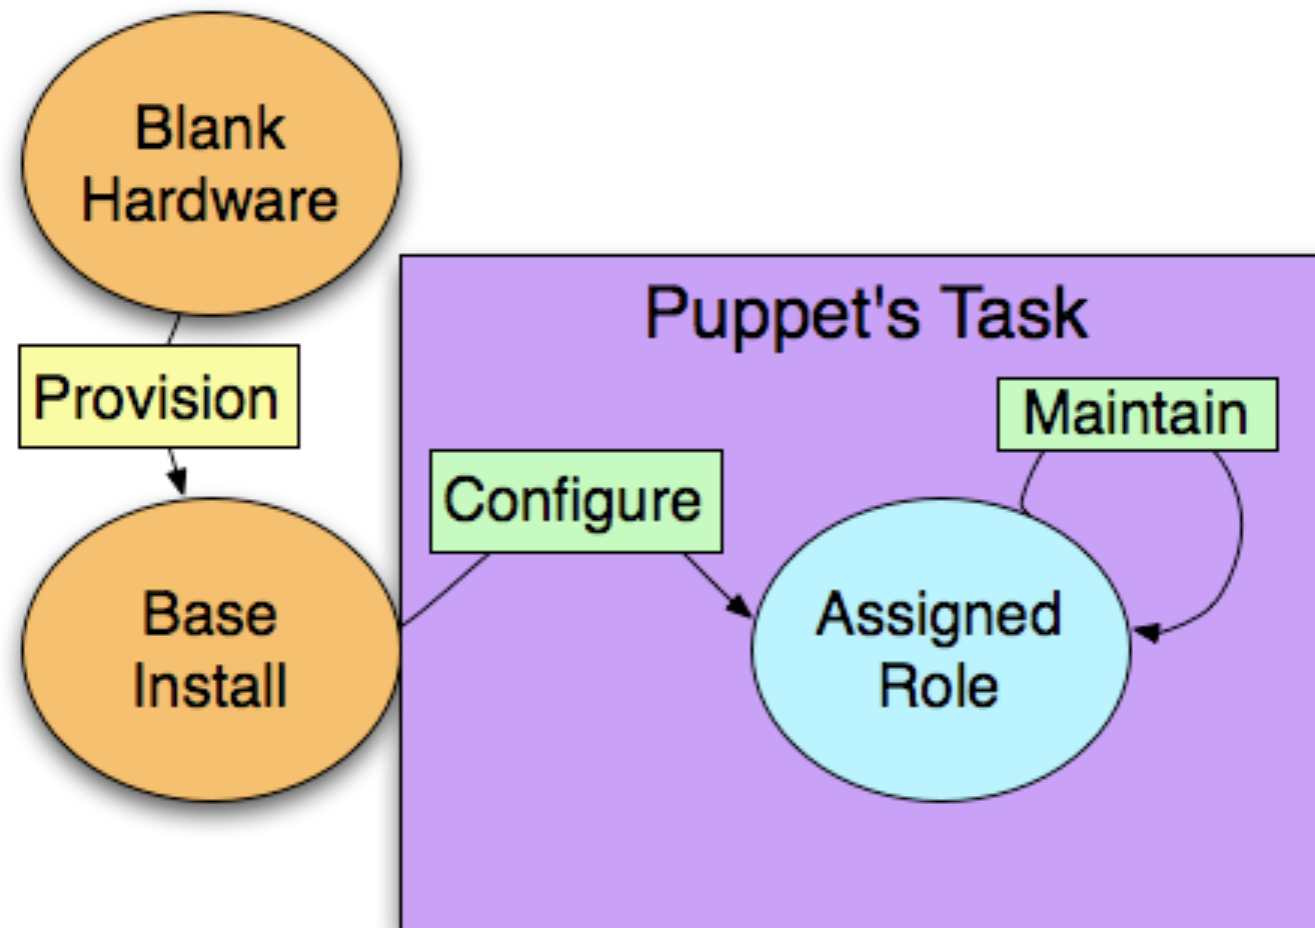 Blank
Hardware
Provision
Base
Install
Puppet's Task
Configure
Maintain
Assigned
Role